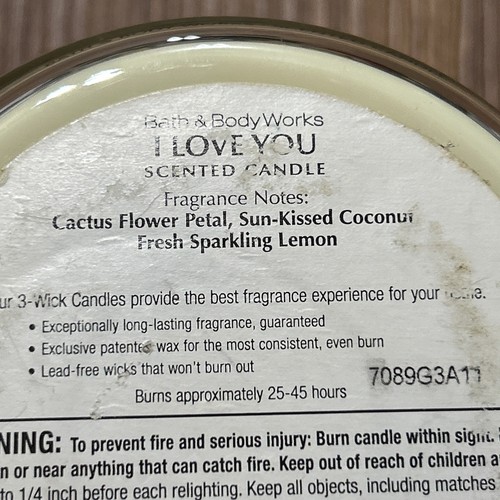 Bath & Body Works
I LOVE YOU
SCENTED CANDLE
Fragrance Notes:
Cactus Flower Petal, Sun-Kissed Coconut
Fresh Sparkling Lemon
ur 3-Wick Candles provide the best fragrance experience for your home.
• Exceptionally long-lasting fragrance, guaranteed
• Exclusive patented wax for the most consistent, even burn
• Lead-free wicks that won't burn out
7089G3A11
Burns approximately 25-45 hours
NING: To prevent fire and serious injury: Burn candle within sight.
n or near anything that can catch fire. Keep out of reach of children a
to 1/4 inch before each relighting. Keep all objects, including matches